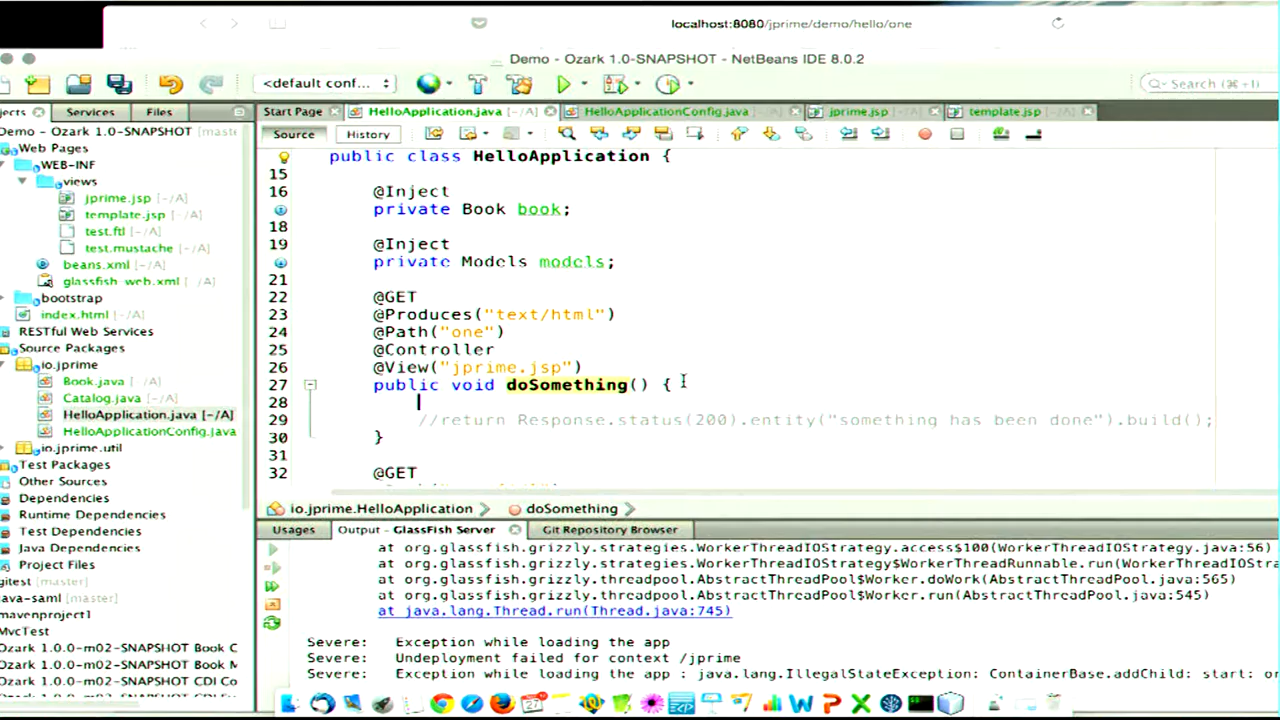 localhost:8080/jprime/demo/hello/one
Demo - Ozark 1.0-SNAPSHOT - NetBeans IDE 8.0.2
<default conf...
Search (⌘+I)
Services
Files
Start Page
HelloApplication.java [-/A]
HelloApplicationConfig.java
jprime.jsp
template.jsp
Source
History
Demo - Ozark 1.0-SNAPSHOT
Web Pages
WEB-INF
views
jprime.jsp [-/A]
template.jsp [-/A]
test.ftl [-/A]
test.mustache [-/A]
beans.xml [-/A]
glassfish-web.xml [-/A]
bootstrap
index.html [-/A]
RESTful Web Services
Source Packages
io.jprime
Book.java [-/A]
Catalog.java [-/A]
HelloApplication.java [-/A]
HelloApplicationConfig.java
io.jprime.util
Test Packages
Other Sources
Dependencies
Runtime Dependencies
Test Dependencies
Java Dependencies
Project Files
gitest [master]
java-saml [master]
mavenproject1
MvcTest
Ozark 1.0.0-m02-SNAPSHOT Book C
Ozark 1.0.0-m02-SNAPSHOT Book M
Ozark 1.0.0-m02-SNAPSHOT CDI Co
public class HelloApplication {
15
16 @Inject
private Book book;
18
19 @Inject
private Models models;
21
22 @GET
23 @Produces("text/html")
24 @Path("one")
25 @Controller
26 @View("jprime.jsp")
27 public void doSomething() {
28
29 //return Response.status(200).entity("something has been done").build();
30 }
31
32 @GET
io.jprime.HelloApplication
doSomething
Usages
Output - GlassFish Server
Git Repository Browser
at org.glassfish.grizzly.strategies.WorkerThreadIOStrategy.access$100(WorkerThreadIOStrategy.java:56)
at org.glassfish.grizzly.strategies.WorkerThreadIOStrategy$WorkerThreadRunnable.run(WorkerThreadIOStra
at org.glassfish.grizzly.threadpool.AbstractThreadPool$Worker.doWork(AbstractThreadPool.java:565)
at org.glassfish.grizzly.threadpool.AbstractThreadPool$Worker.run(AbstractThreadPool.java:545)
at java.lang.Thread.run(Thread.java:745)
Severe: Exception while loading the app
Severe: Undeployment failed for context /jprime
Severe: Exception while loading the app : java.lang.IllegalStateException: ContainerBase.addChild: start: or